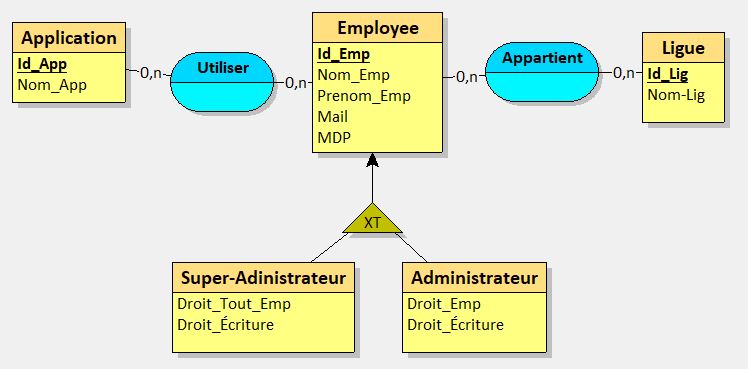 Application
Id_App
Nom_App
0,n
Utiliser
0,n
Employee
Id_Emp
Nom_Emp
Prenom_Emp
Mail
MDP
0,n
Appartient
0,n
Ligue
Id_Lig
Nom-Lig
XT
Super-Adinistrateur
Droit_Tout_Emp
Droit_Écriture
Administrateur
Droit_Emp
Droit_Écriture